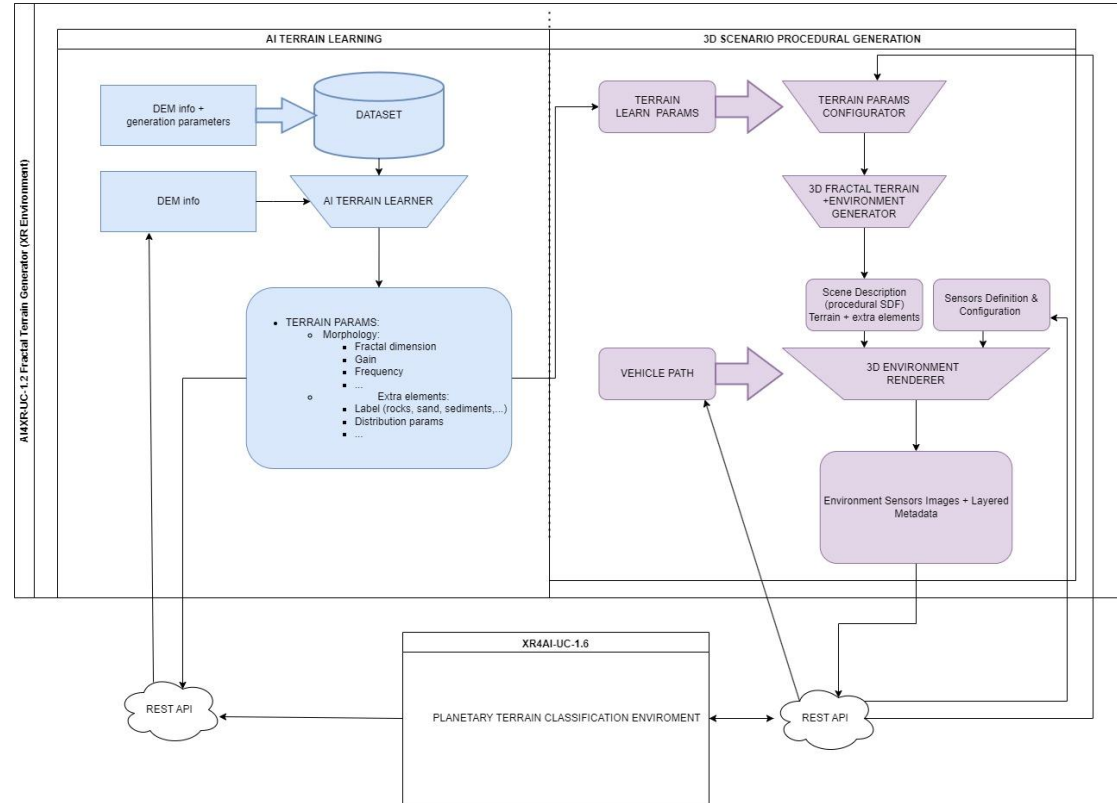 AI4XR-UC-1.2 Fractal Terrain Generator (XR Environment)
AI TERRAIN LEARNING
DEM info +
generation parameters
DATASET
DEM info
AI TERRAIN LEARNER
TERRAIN PARAMS:
Morphology:
Fractal dimension
Gain
Frequency
...
Extra elements:
Label (rocks, sand, sediments,...)
Distribution params
...
3D SCENARIO PROCEDURAL GENERATION
TERRAIN
LEARN PARAMS
TERRAIN PARAMS
CONFIGURATOR
3D FRACTAL TERRAIN
+ENVIRONMENT
GENERATOR
Scene Description
(procedural SDF)
Terrain + extra elements
Sensors Definition &
Configuration
VEHICLE PATH
3D ENVIRONMENT
RENDERER
Environment Sensors Images + Layered
Metadata
REST API
XR4AI-UC-1.6
PLANETARY TERRAIN CLASSIFICATION ENVIROMENT
REST API